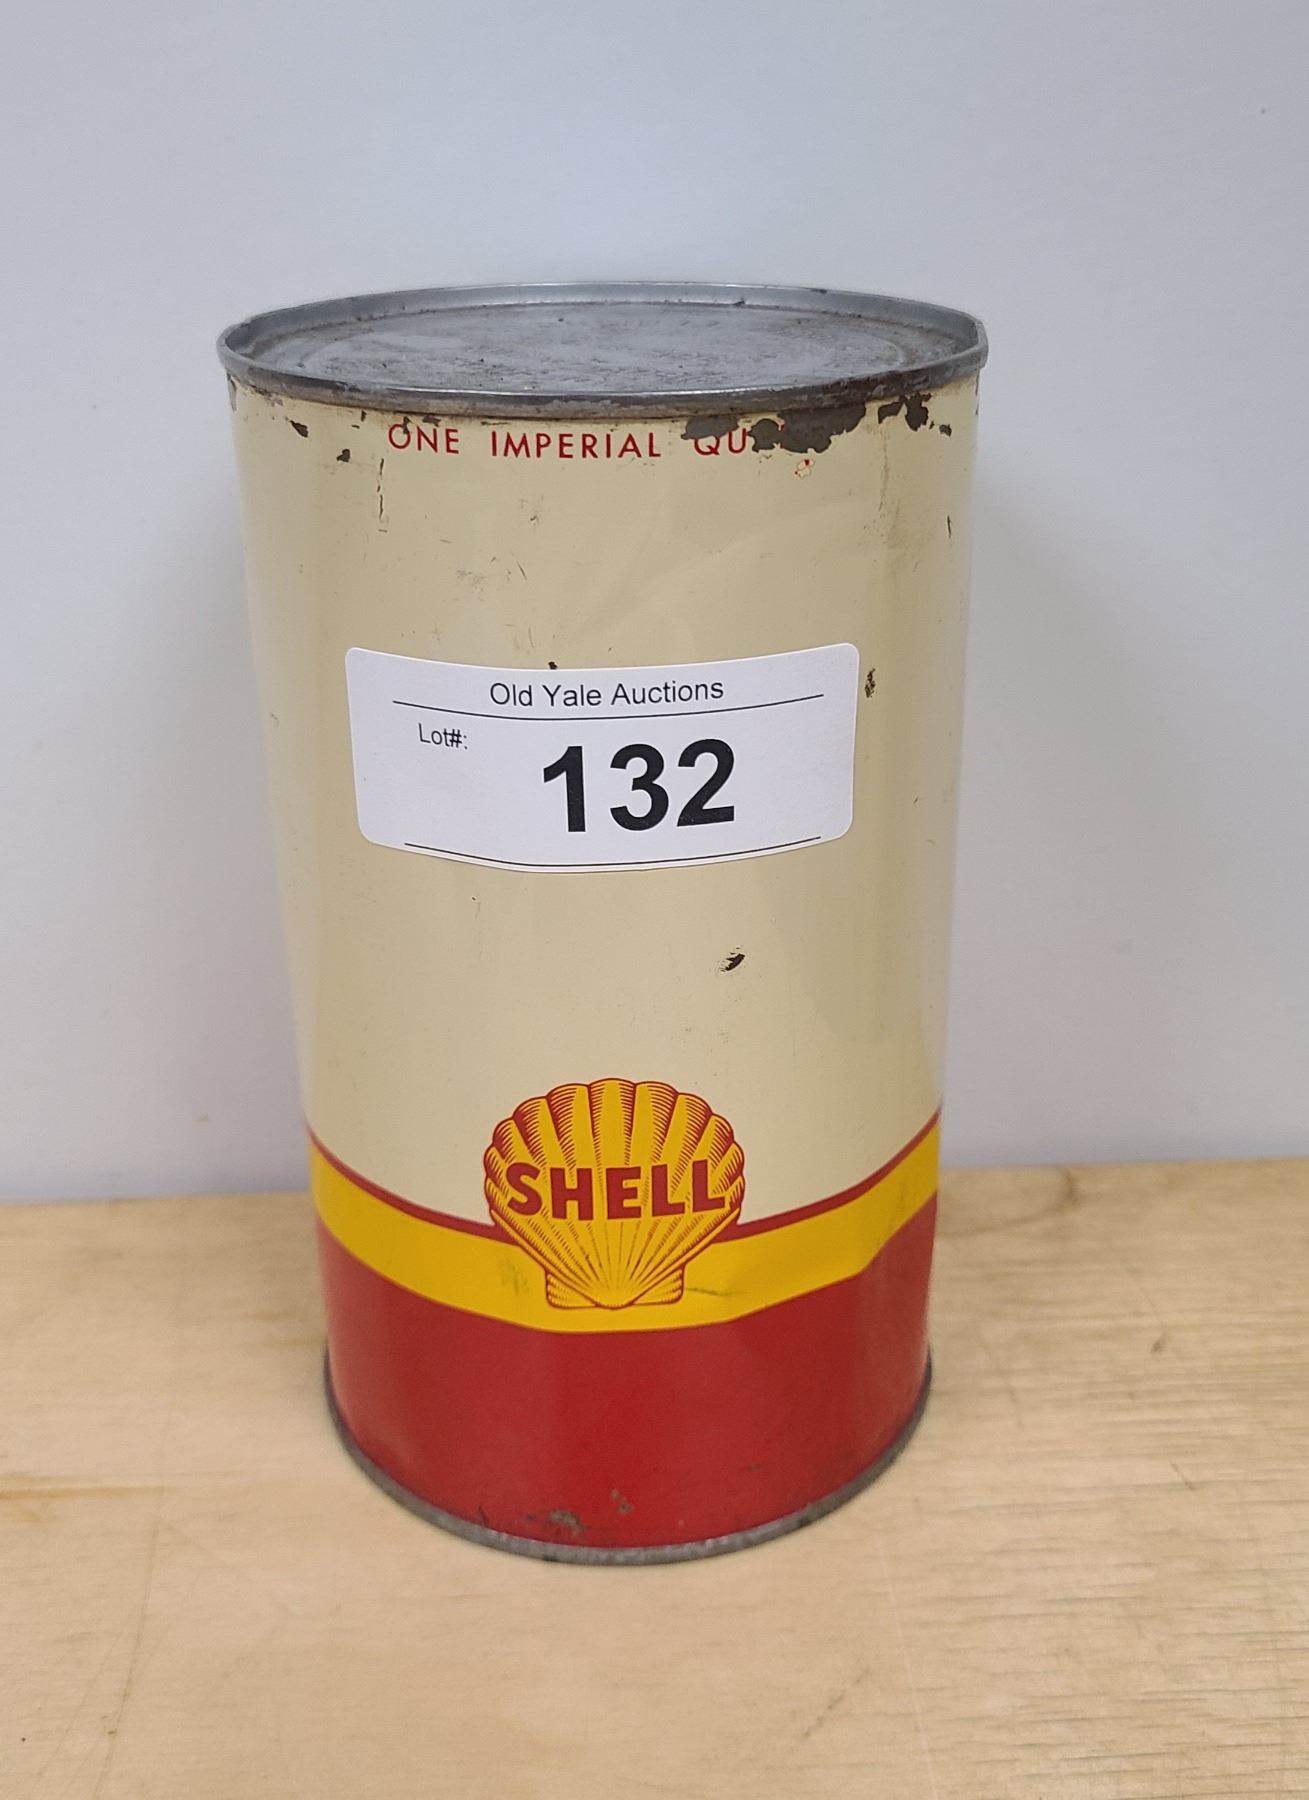 ONE IMPERIAL QU
Old Yale Auctions
Lot#:
132
SHELL